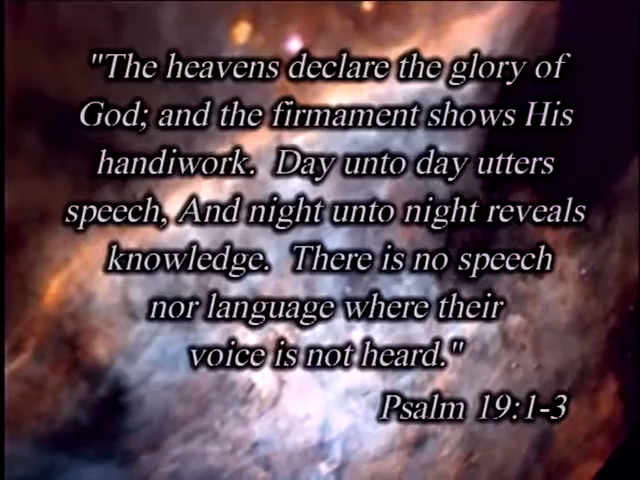 "The heavens declare the glory of
God; and the firmament shows His
handiwork.  Day unto day utters
speech, And night unto night reveals
knowledge.  There is no speech
nor language where their
voice is not heard."
Psalm 19:1-3